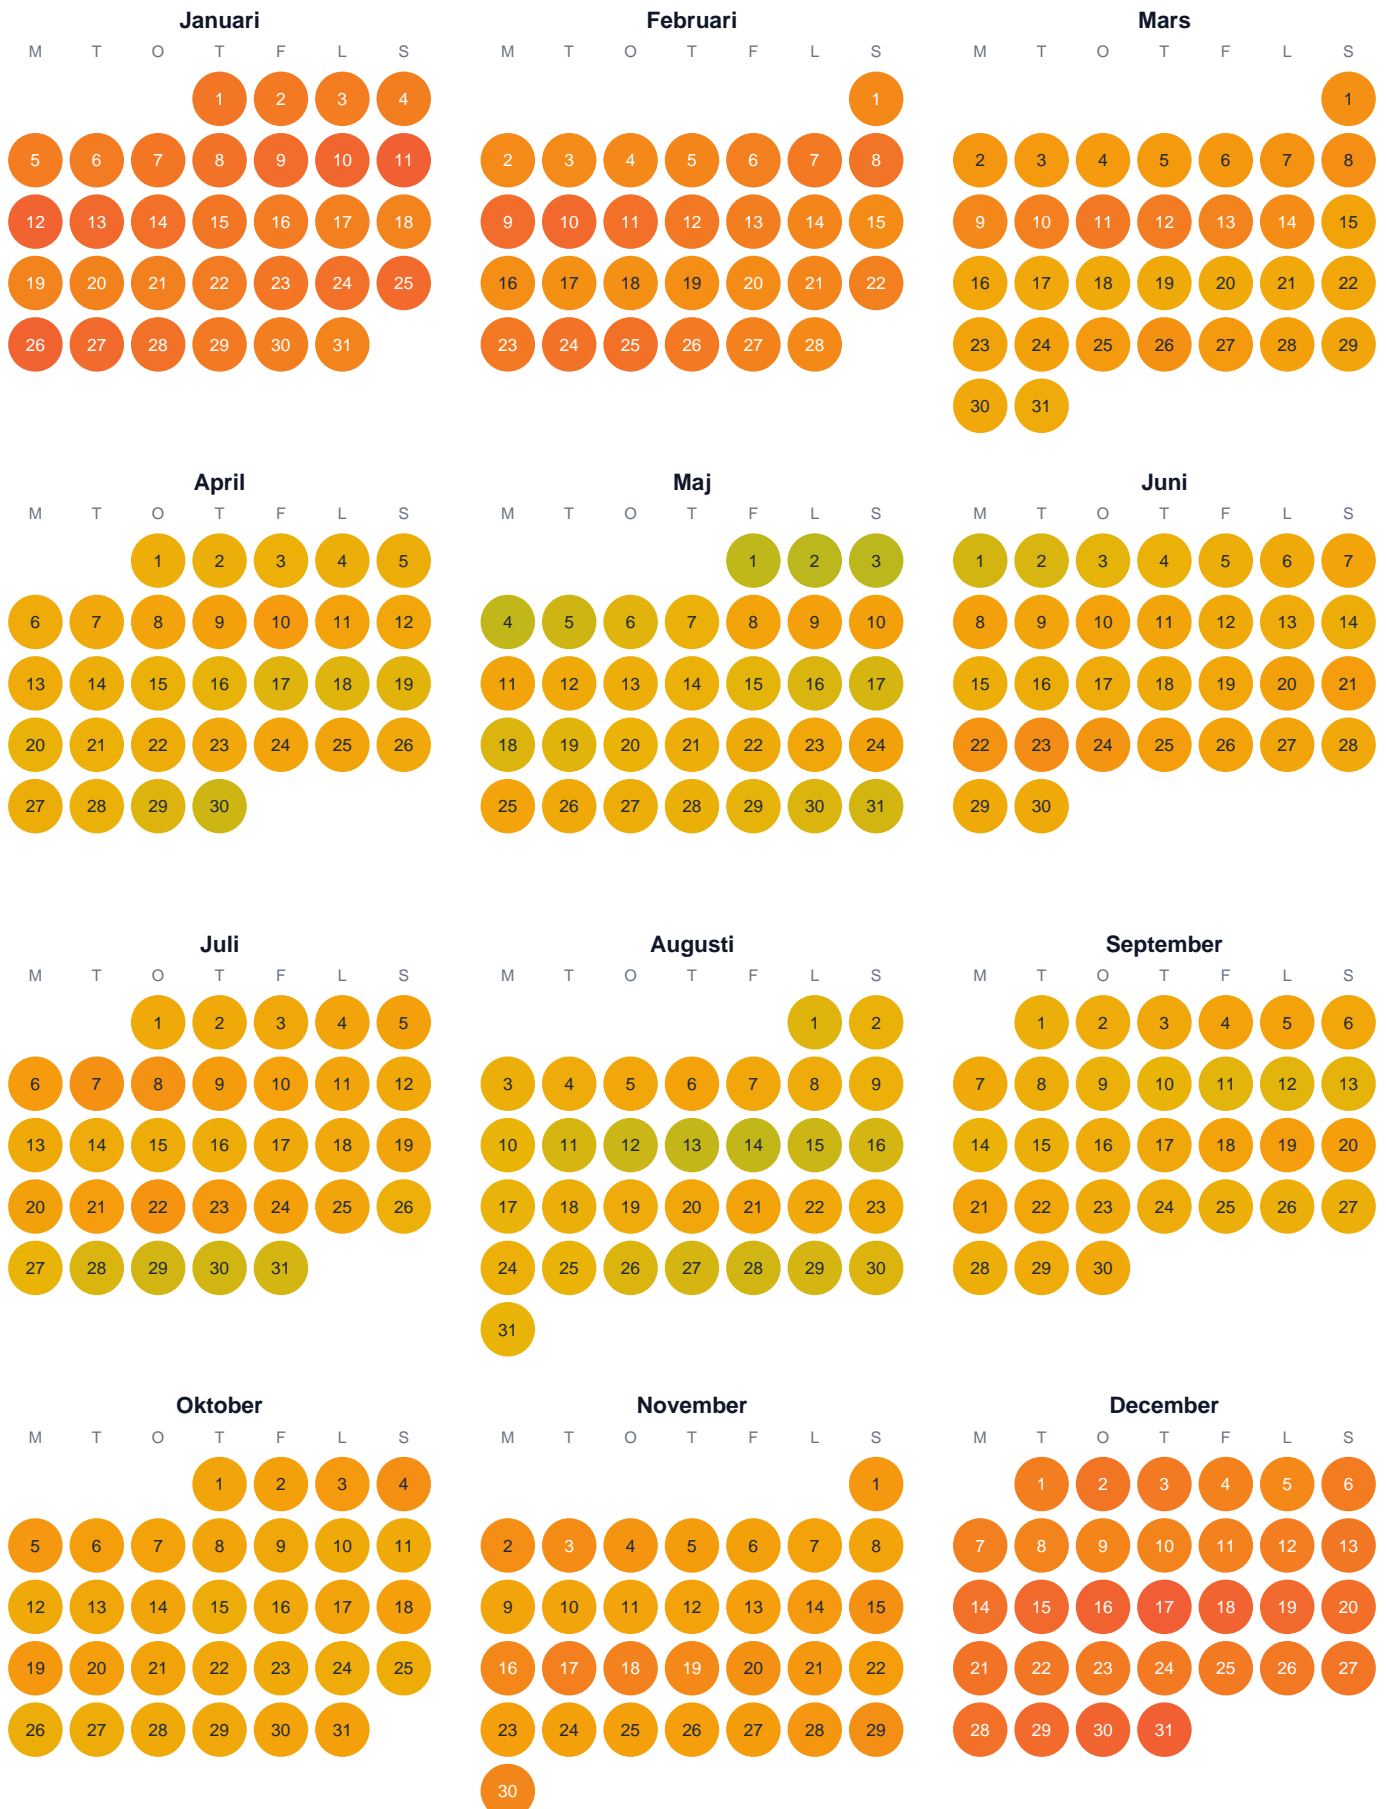 Januari Februari Mars
M T O T F L S M T O T F L S M T O T F L S
1 2 3 4 1 1
5 6 7 8 9 10 11 2 3 4 5 6 7 8 2 3 4 5 6 7 8
12 13 14 15 16 17 18 9 10 11 12 13 14 15 9 10 11 12 13 14 15
19 20 21 22 23 24 25 16 17 18 19 20 21 22 16 17 18 19 20 21 22
26 27 28 29 30 31 23 24 25 26 27 28 23 24 25 26 27 28 29
30 31
April Maj Juni
M T O T F L S M T O T F L S M T O T F L S
1 2 3 4 5 1 2 3 1 2 3 4 5 6 7
6 7 8 9 10 11 12 4 5 6 7 8 9 10 8 9 10 11 12 13 14
13 14 15 16 17 18 19 11 12 13 14 15 16 17 15 16 17 18 19 20 21
20 21 22 23 24 25 26 18 19 20 21 22 23 24 22 23 24 25 26 27 28
27 28 29 30 25 26 27 28 29 30 31 29 30
Juli Augusti September
M T O T F L S M T O T F L S M T O T F L S
1 2 3 4 5 1 2 1 2 3 4 5 6
6 7 8 9 10 11 12 3 4 5 6 7 8 9 7 8 9 10 11 12 13
13 14 15 16 17 18 19 10 11 12 13 14 15 16 14 15 16 17 18 19 20
20 21 22 23 24 25 26 17 18 19 20 21 22 23 21 22 23 24 25 26 27
27 28 29 30 31 24 25 26 27 28 29 30 28 29 30
31
Oktober November December
M T O T F L S M T O T F L S M T O T F L S
1 2 3 4 1 1 2 3 4 5 6
5 6 7 8 9 10 11 2 3 4 5 6 7 8 7 8 9 10 11 12 13
12 13 14 15 16 17 18 9 10 11 12 13 14 15 14 15 16 17 18 19 20
19 20 21 22 23 24 25 16 17 18 19 20 21 22 21 22 23 24 25 26 27
26 27 28 29 30 31 23 24 25 26 27 28 29 28 29 30 31
30